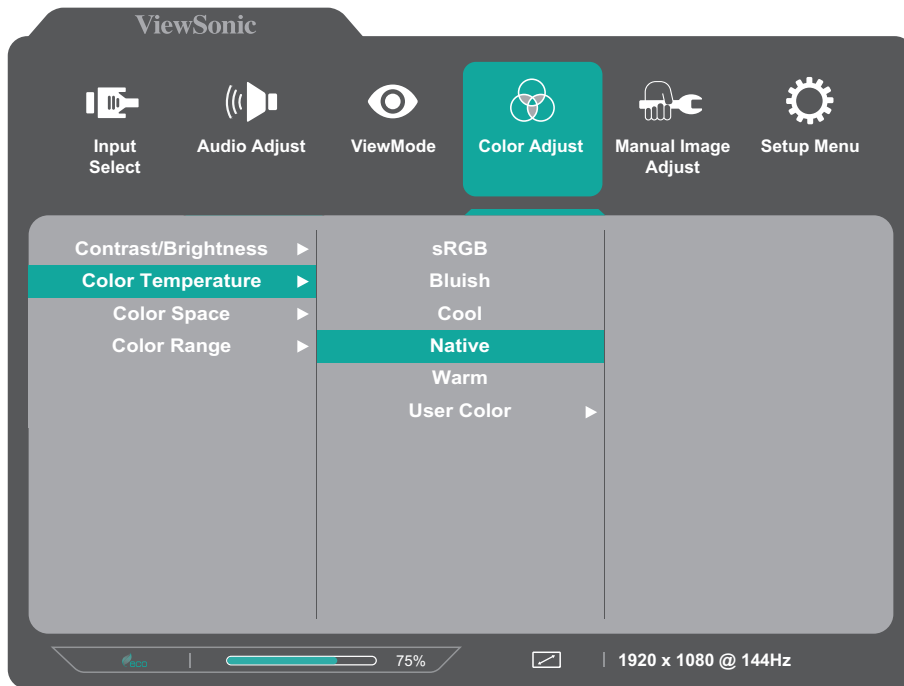 ViewSonic
Input
Select
Audio Adjust
ViewMode
Color Adjust
Manual Image
Adjust
Setup Menu
Contrast/Brightness
Color Temperature
Color Space
Color Range
sRGB
Bluish
Cool
Native
Warm
User Color
eco
75%
1920 x 1080 @ 144Hz